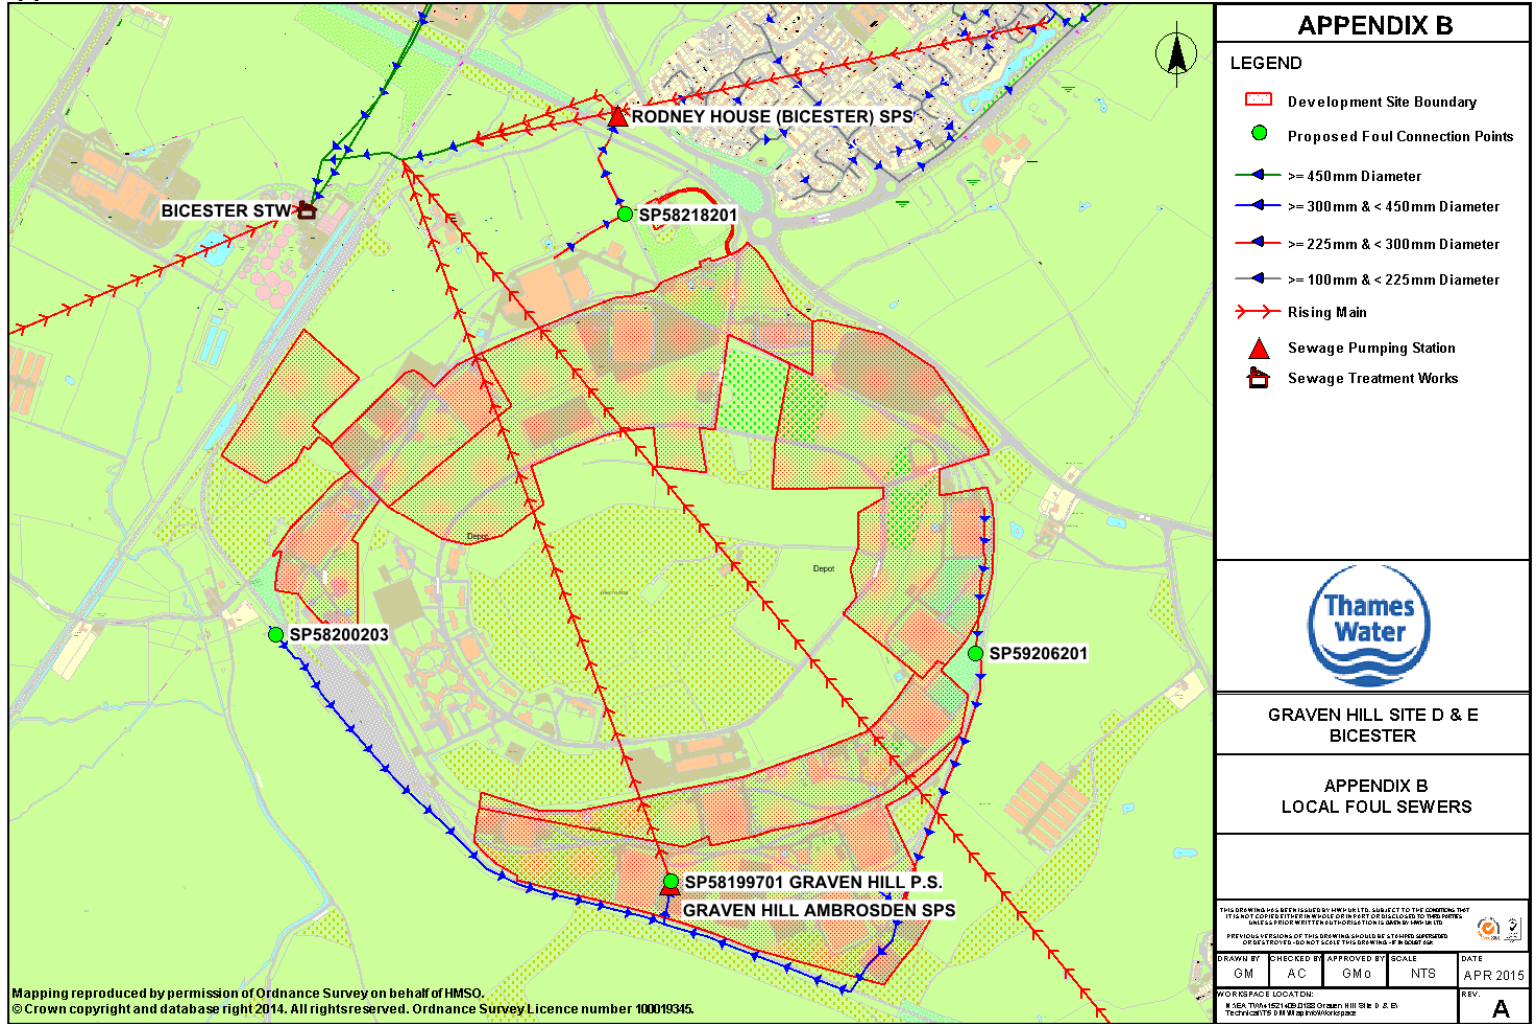 APPENDIX B
LEGEND
Development Site Boundary
Proposed Foul Connection Points
>= 450mm Diameter
>= 300mm & < 450mm Diameter
>= 225mm & < 300mm Diameter
>= 100mm & < 225mm Diameter
Rising Main
Sewage Pumping Station
Sewage Treatment Works
RODNEY HOUSE (BICESTER) SPS
BICESTER STW
SP58218201
Depot
Depot
SP58200203
SP59206201
SP58199701 GRAVEN HILL P.S.
GRAVEN HILL AMBROSDEN SPS
Mapping reproduced by permission of Ordnance Survey on behalf of HMSO.
© Crown copyright and database right 2014. All rights reserved. Ordnance Survey Licence number 100019345.
Thames
Water
GRAVEN HILL SITE D & E
BICESTER
APPENDIX B
LOCAL FOUL SEWERS
DRAWN BY
GM
CHECKED BY
AC
APPROVED BY
GMo
SCALE
NTS
DATE
APR 2015
WORKSPACE LOCATION:
REV.
A